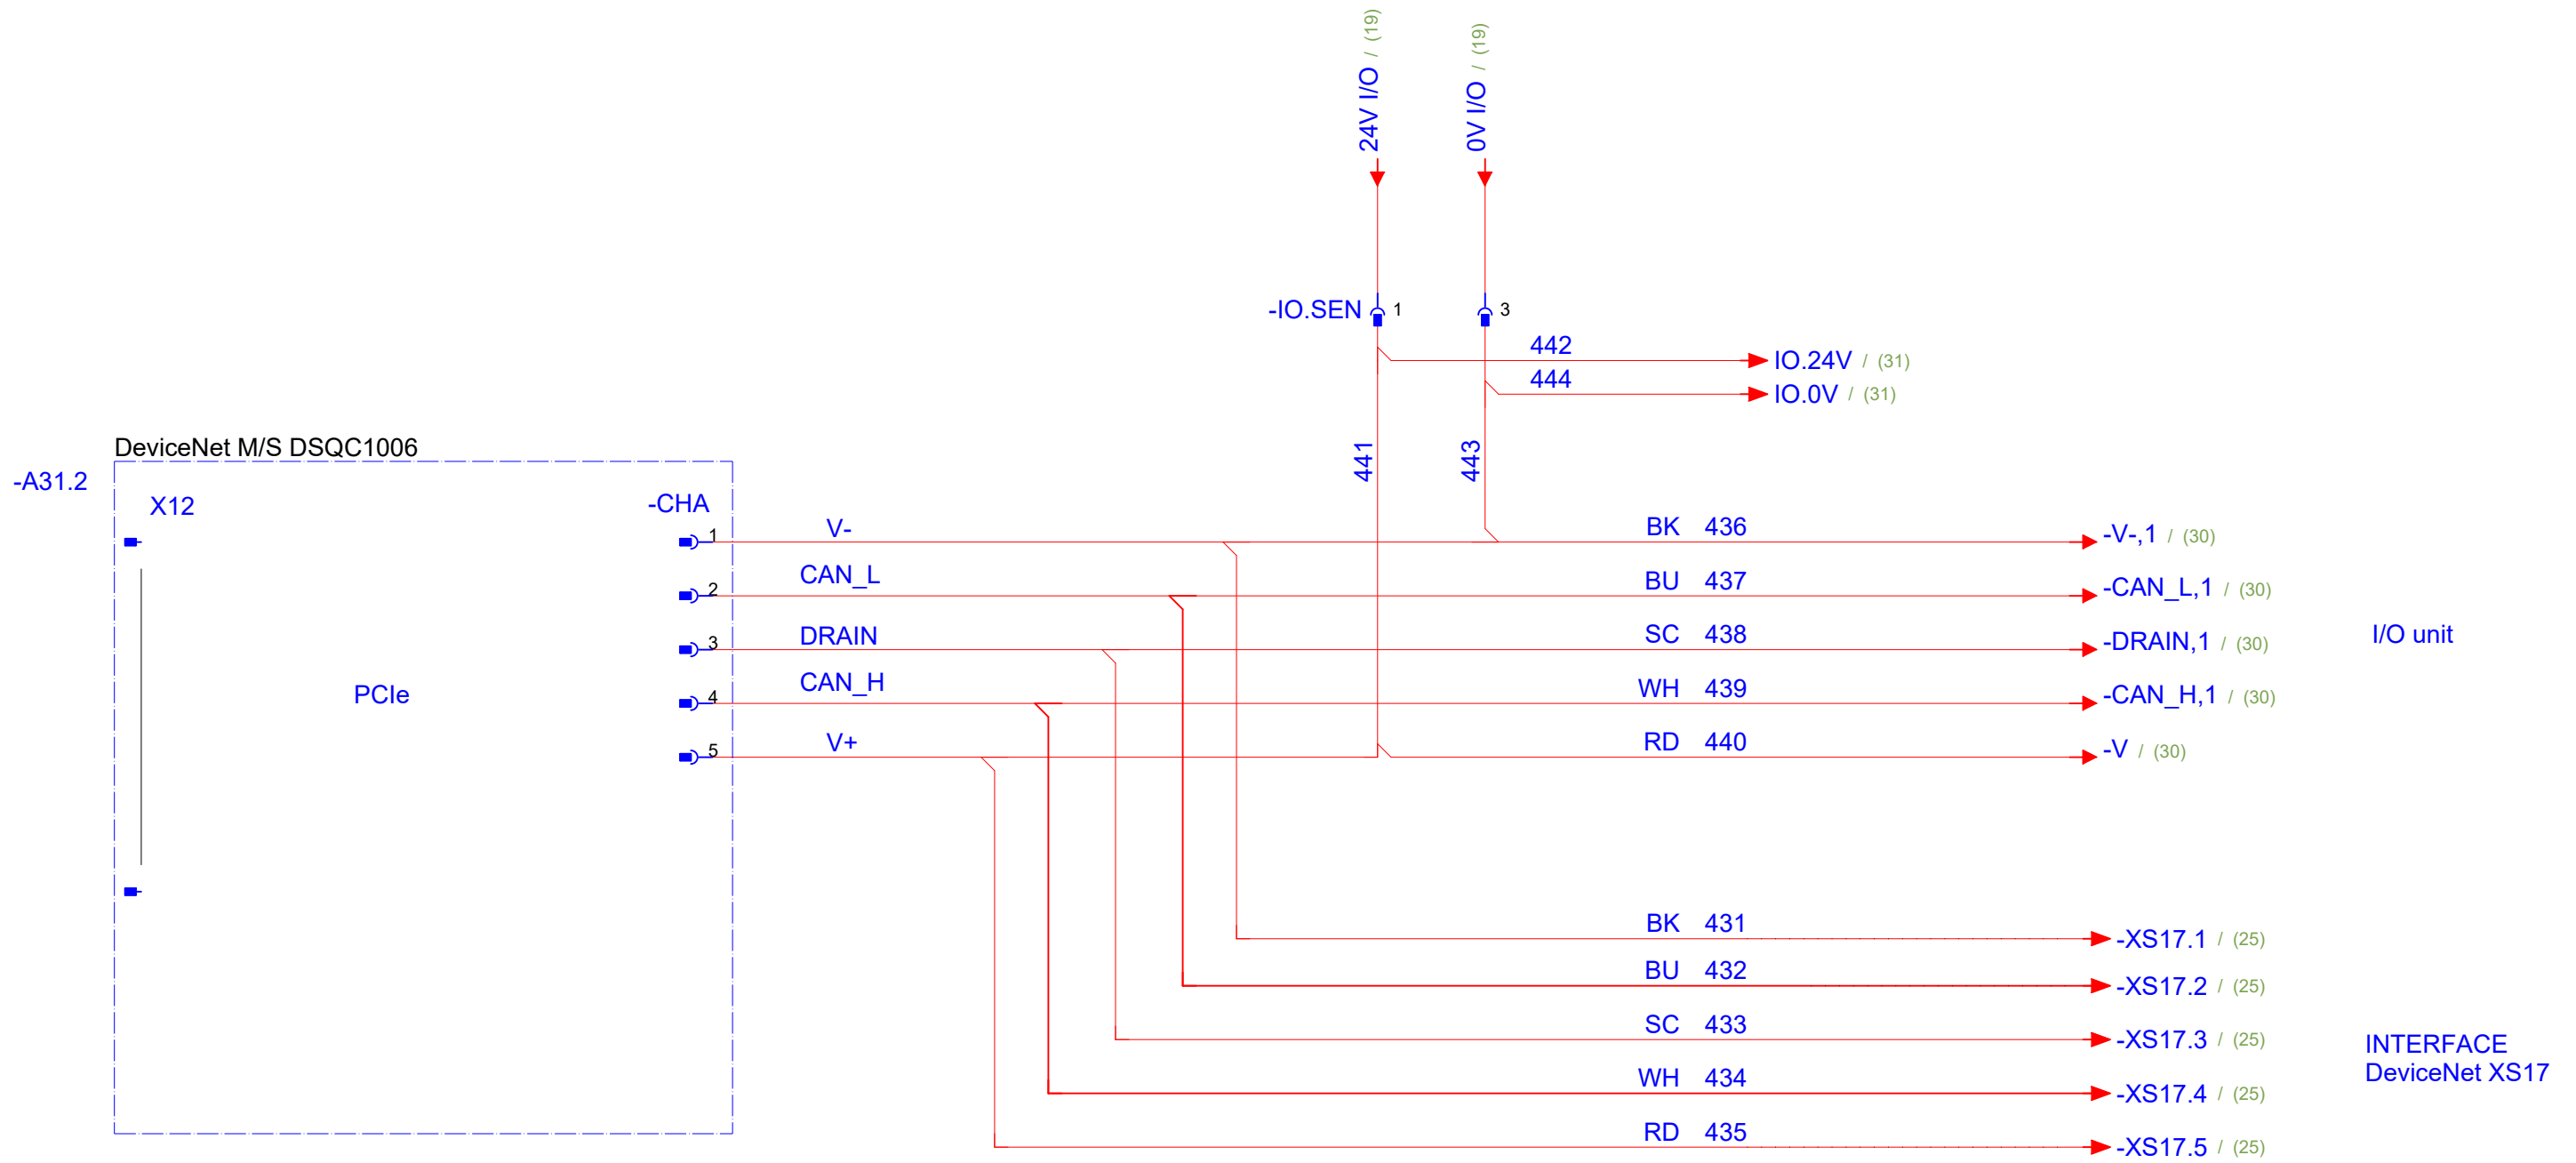 24V I/O / (19)
0V I/O / (19)
-IO.SEN 1 3
442 IO.24V / (31)
444 IO.0V / (31)
441 443
DeviceNet M/S DSQC1006
-A31.2
X12 -CHA
1 V- BK 436 -V-,1 / (30)
2 CAN_L BU 437 -CAN_L,1 / (30)
3 DRAIN SC 438 -DRAIN,1 / (30)
I/O unit
4 CAN_H WH 439 -CAN_H,1 / (30)
PCIe
5 V+ RD 440 -V / (30)
BK 431 -XS17.1 / (25)
BU 432 -XS17.2 / (25)
SC 433 -XS17.3 / (25)
WH 434 -XS17.4 / (25)
RD 435 -XS17.5 / (25)
INTERFACE
DeviceNet XS17